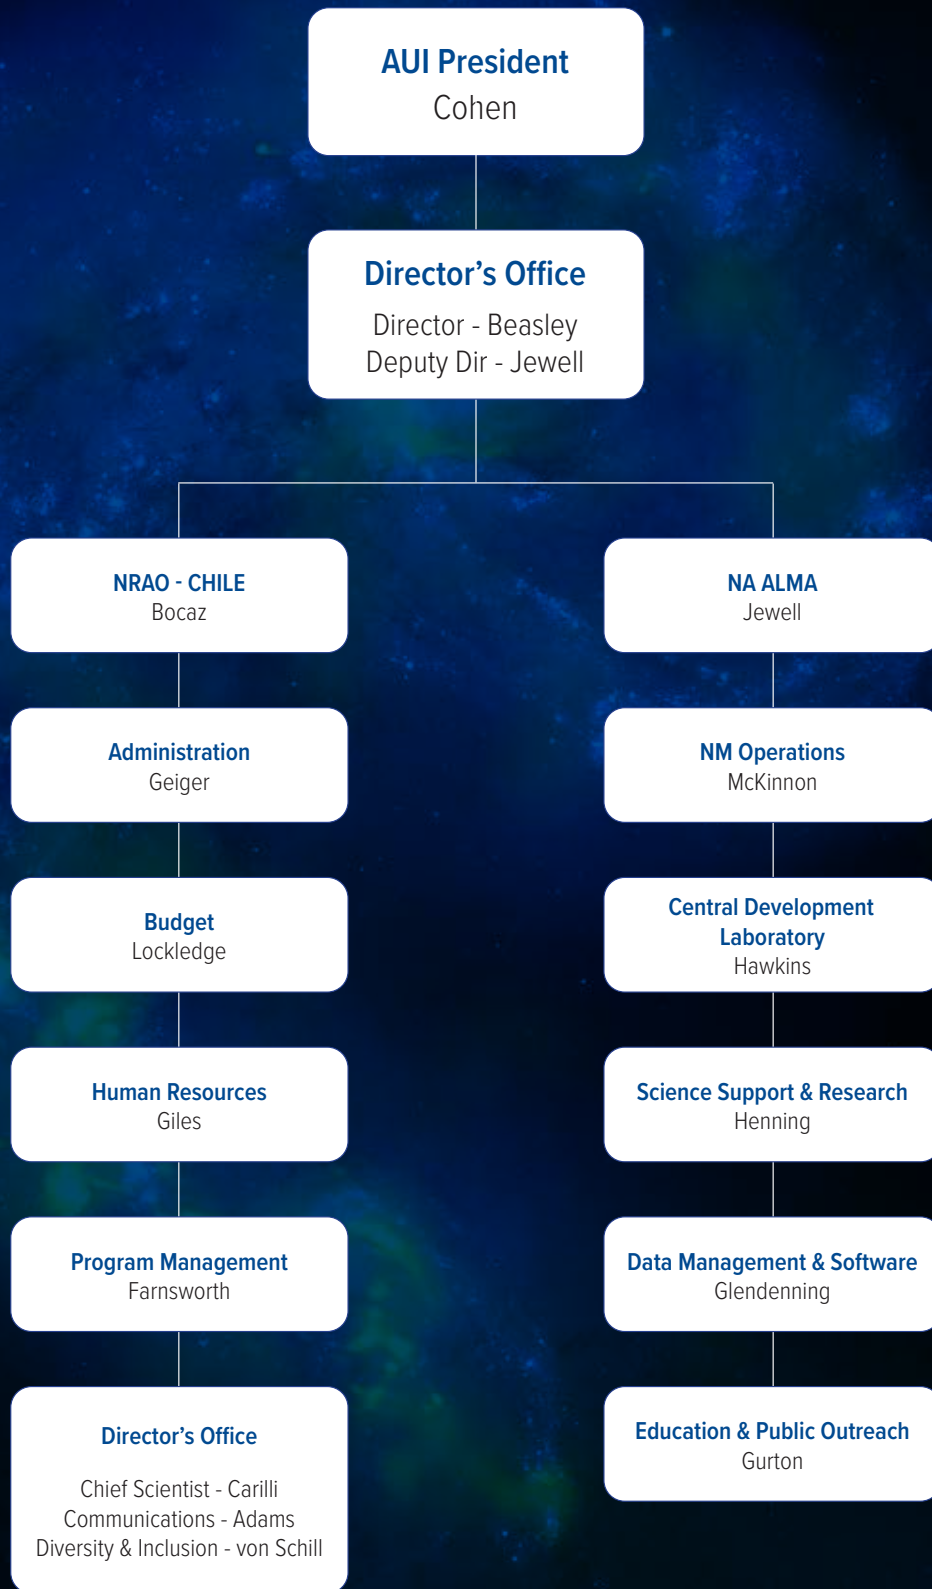 AUI President
Cohen
Director’s Office
Director - Beasley
Deputy Dir - Jewell
NRAO - CHILE
Bocaz
Administration
Geiger
Budget
Lockledge
Human Resources
Giles
Program Management
Farnsworth
Director’s Office
Chief Scientist - Carilli
Communications - Adams
Diversity & Inclusion - von Schill
NA ALMA
Jewell
NM Operations
McKinnon
Central Development
Laboratory
Hawkins
Science Support & Research
Henning
Data Management & Software
Glendenning
Education & Public Outreach
Gurton